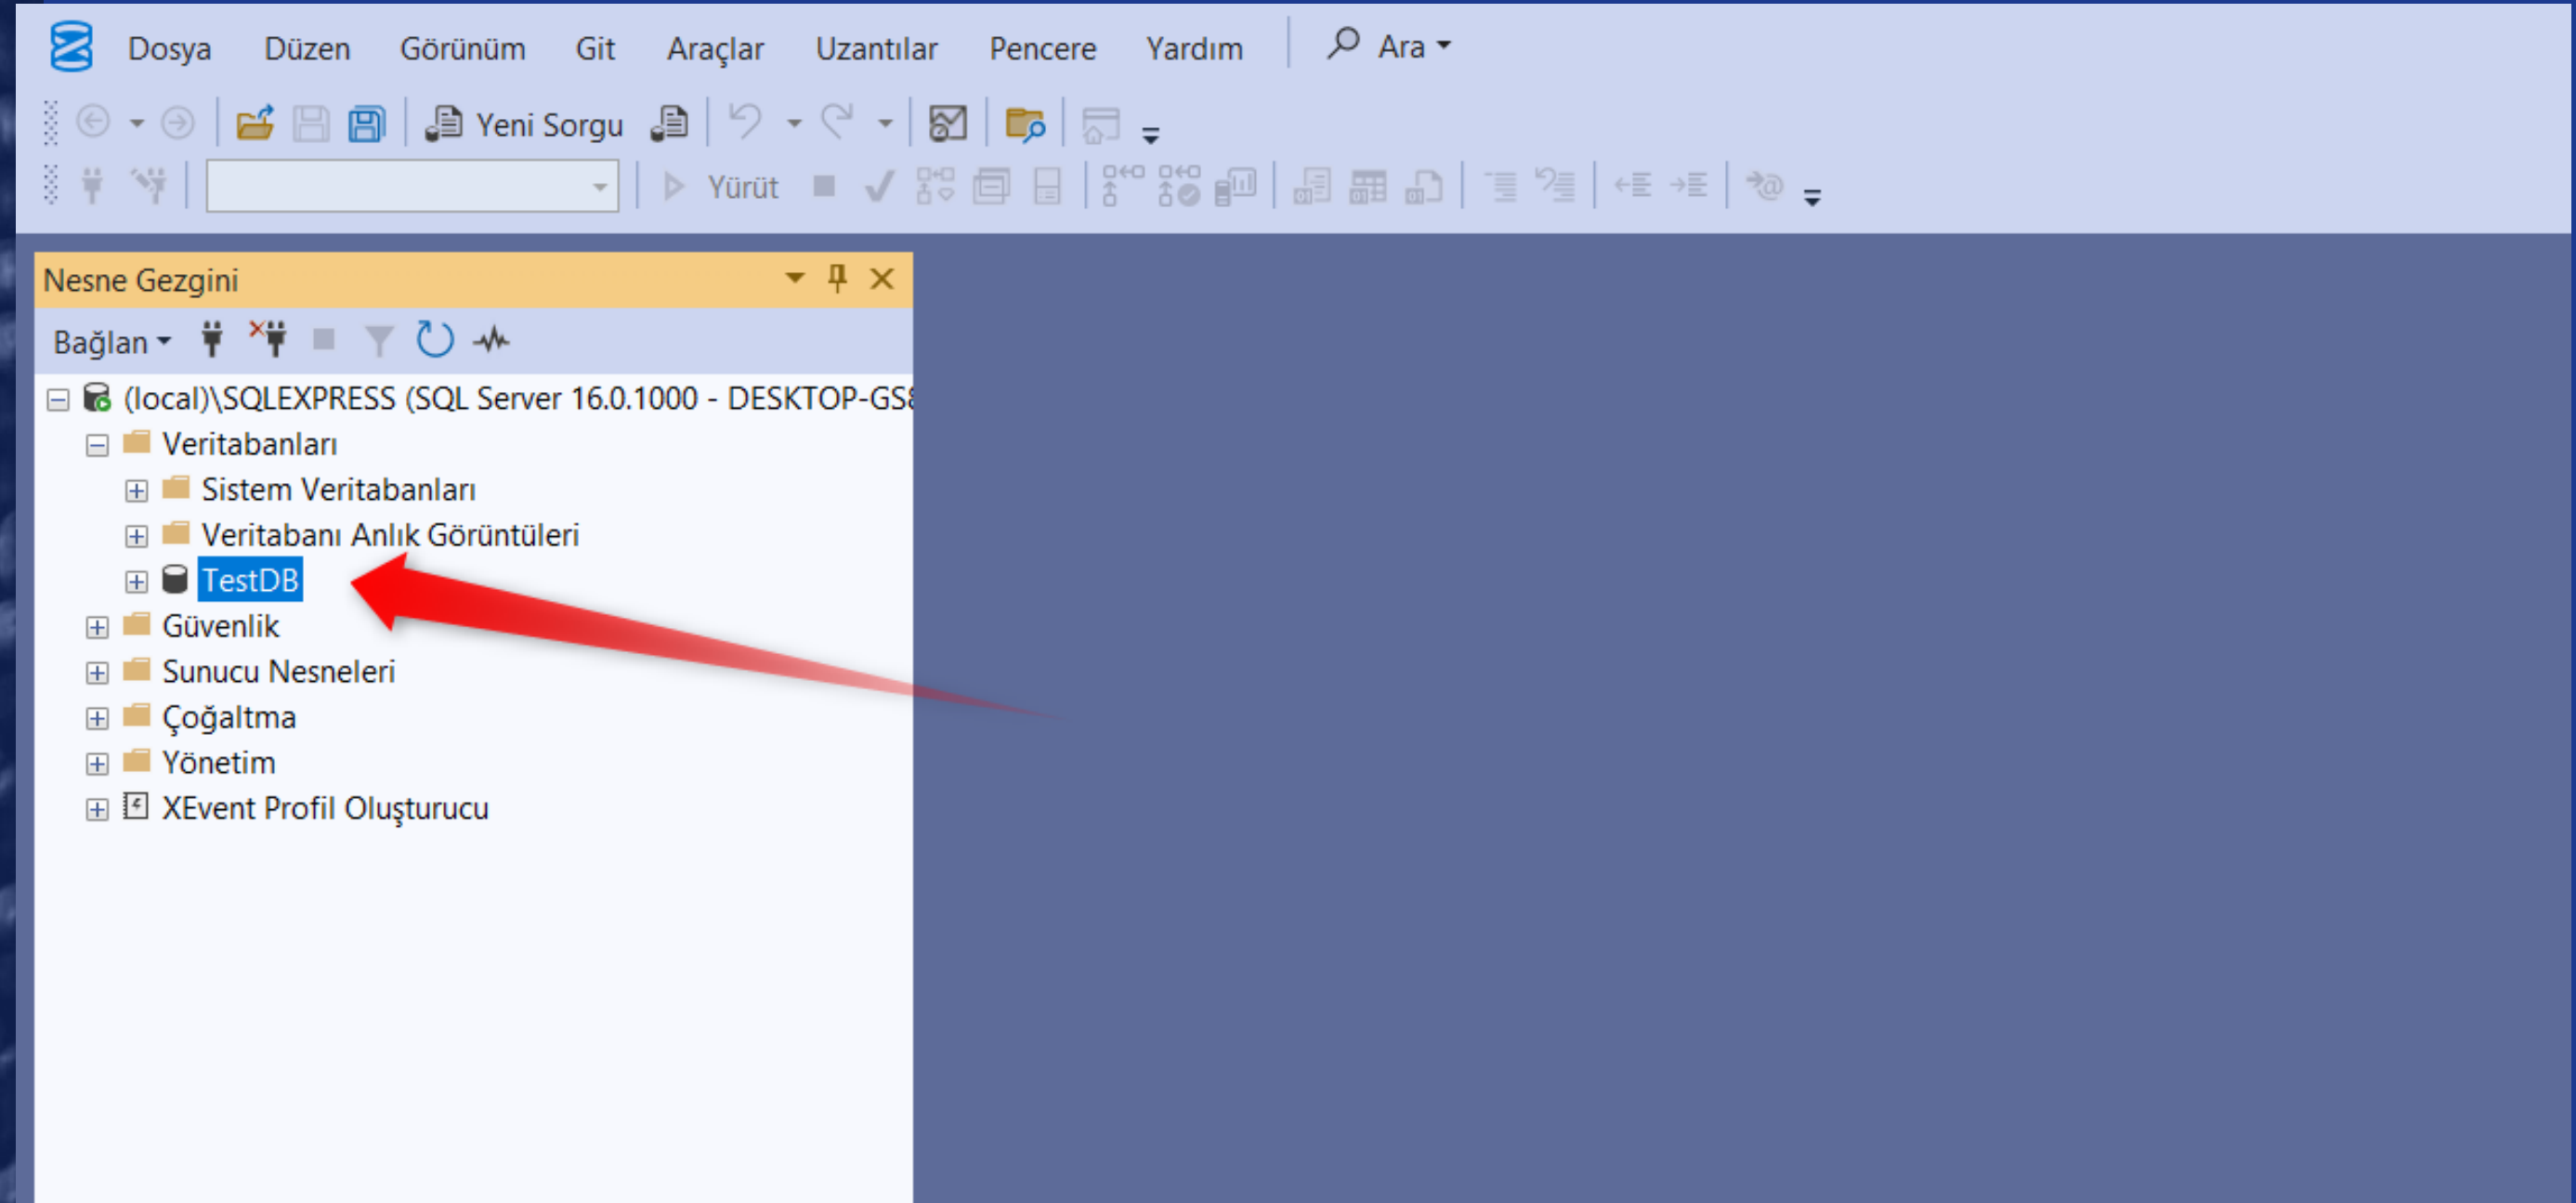 Dosya Düzen Görünüm Git Araçlar Uzantılar Pencere Yardım Ara
Yeni Sorgu
Yürüt
Nesne Gezgini
Bağlan
(local)\SQLEXPRESS (SQL Server 16.0.1000 - DESKTOP-GS8
Veritabanları
Sistem Veritabanları
Veritabanı Anlık Görüntüleri
TestDB
Güvenlik
Sunucu Nesneleri
Çoğaltma
Yönetim
XEvent Profil Oluşturucu